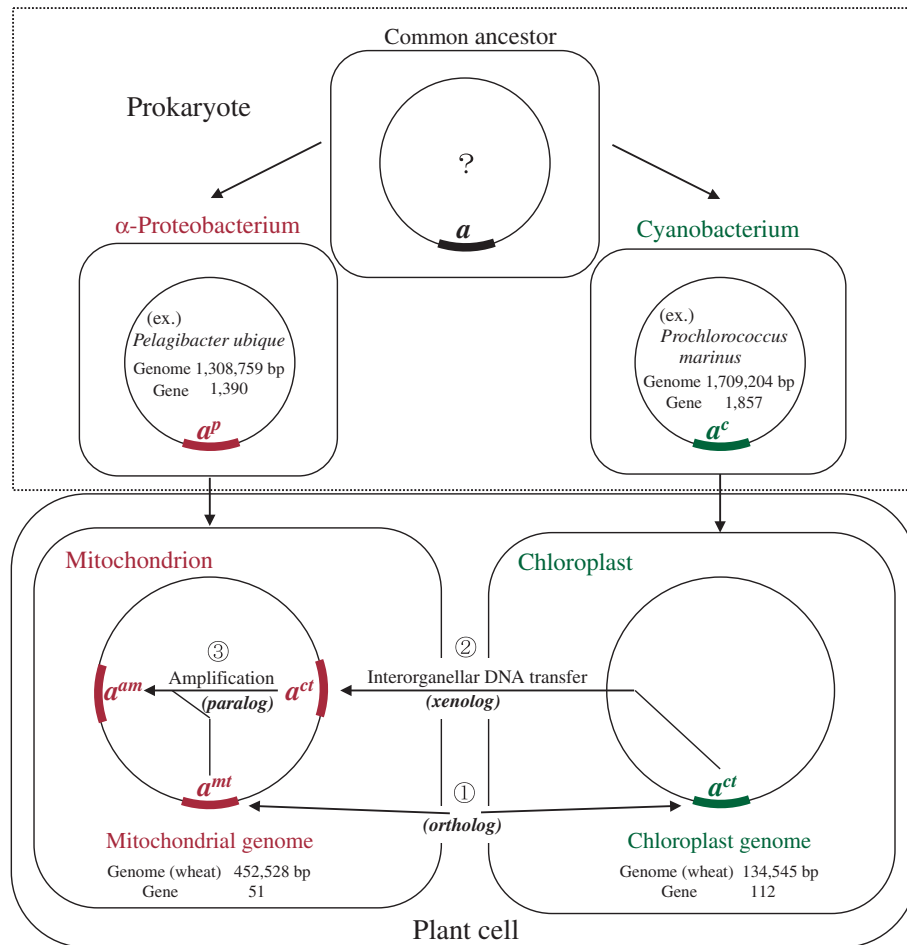 Common ancestor
Prokaryote
?
a
α-Proteobacterium
Cyanobacterium
(ex.)
Pelagibacter ubique
Genome 1,308,759 bp
Gene 1,390
a^p
(ex.)
Prochlorococcus
marinus
Genome 1,709,204 bp
Gene 1,857
a^c
Mitochondrion
Chloroplast
③
Amplification
(paralog)
a^am
a^ct
②
Interorganellar DNA transfer
(xenolog)
a^mt
a^ct
①
(ortholog)
Mitochondrial genome
Genome (wheat) 452,528 bp
Gene 51
Chloroplast genome
Genome (wheat) 134,545 bp
Gene 112
Plant cell